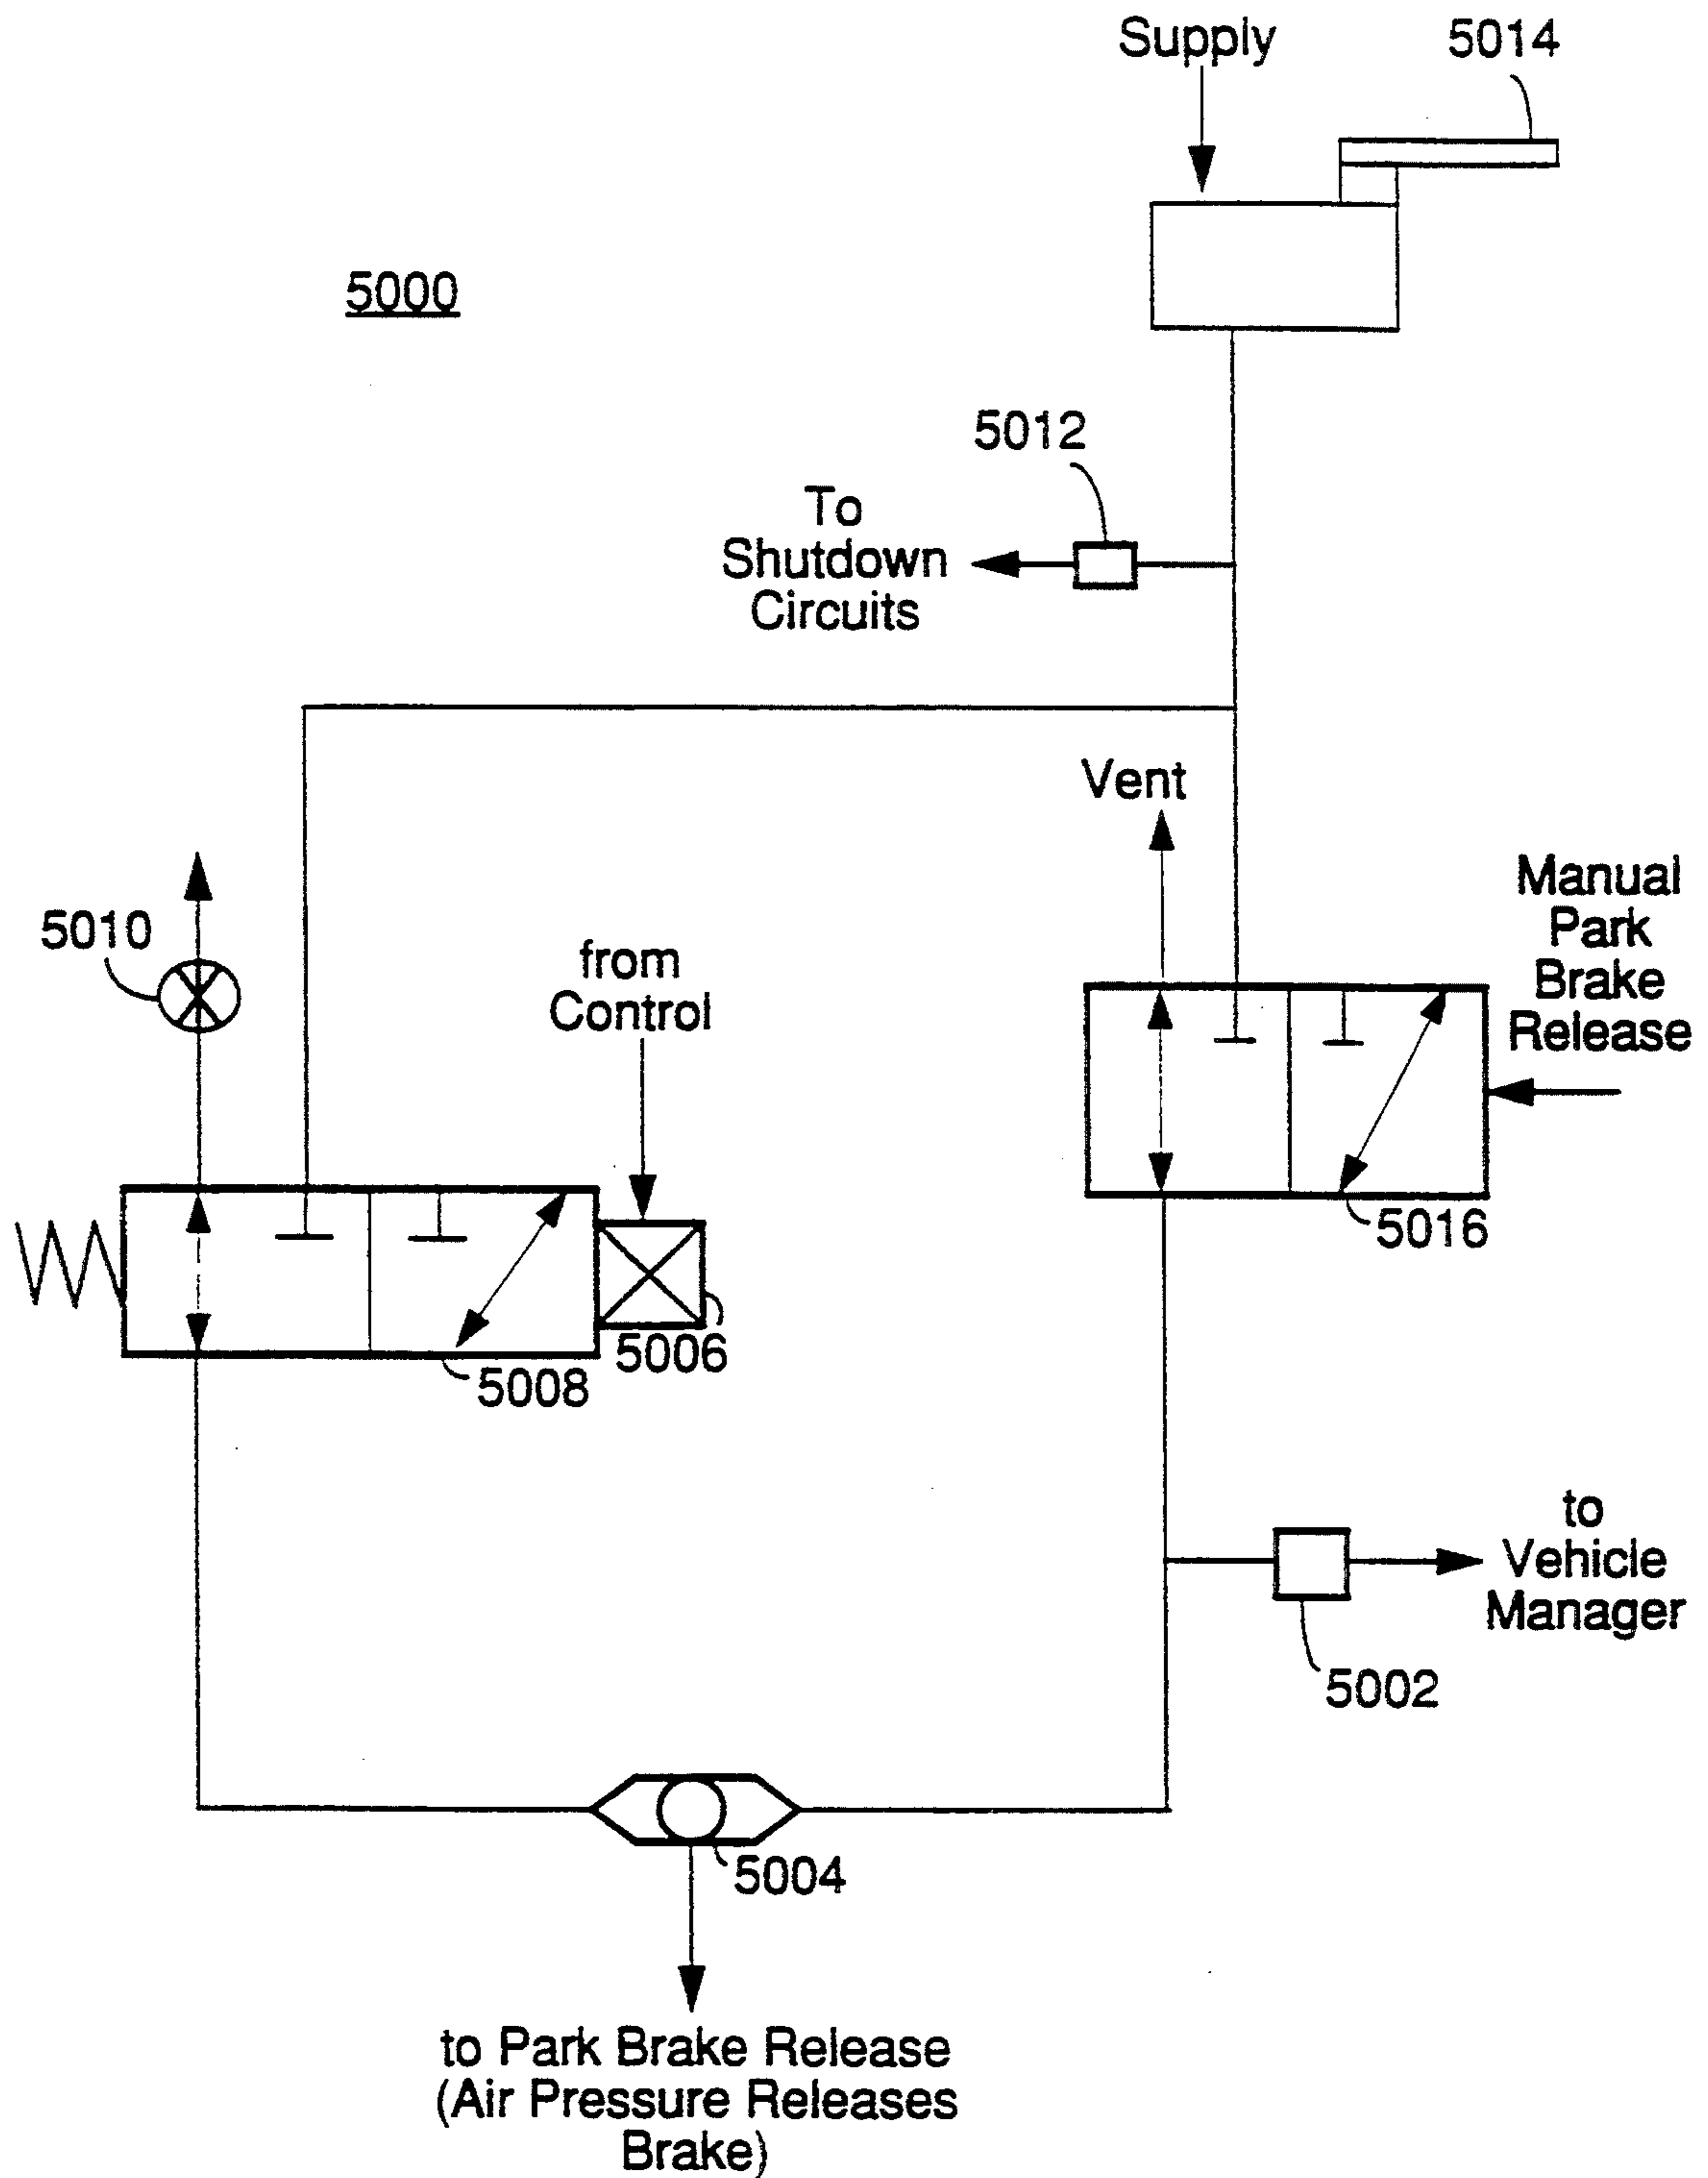 Supply
5014
5000
5012
To
Shutdown
Circuits
Vent
Manual
Park
Brake
Release
5010
from
Control
5016
5006
5008
to
Vehicle
Manager
5002
5004
to Park Brake Release
(Air Pressure Releases
Brake)